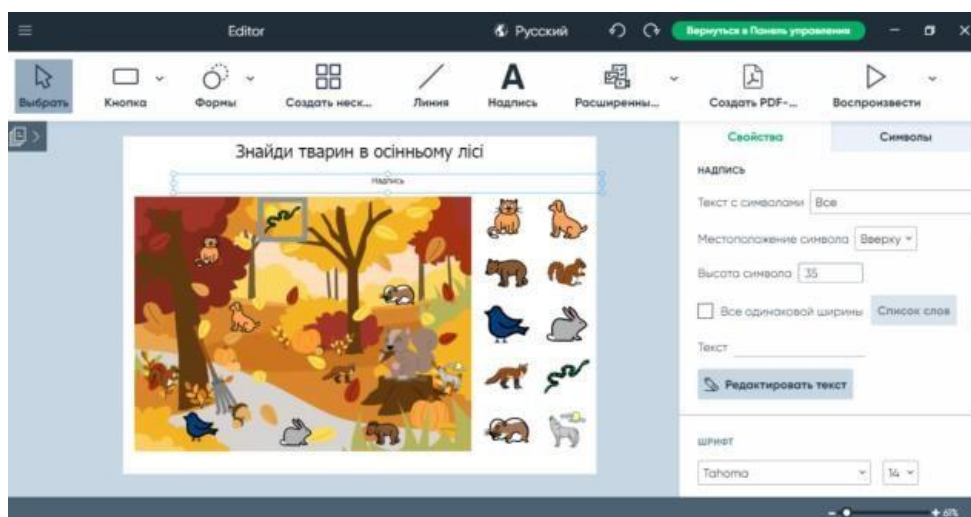 Editor
Русский
Вернуться в Панель управления
Выбрать
Кнопка
Формы
Создать неск...
Линия
Надпись
Расширенны...
Создать PDF-...
Воспроизвести
Знайди тварин в осінньому лісі
Надпись
Свойства
Символы
НАДПИСЬ
Текст с символами
Все
Местоположение символа
Вверху
Высота символа
35
Все одинаковой ширины
Список слов
Текст
Редактировать текст
ШРИФТ
Tahoma
14
61%